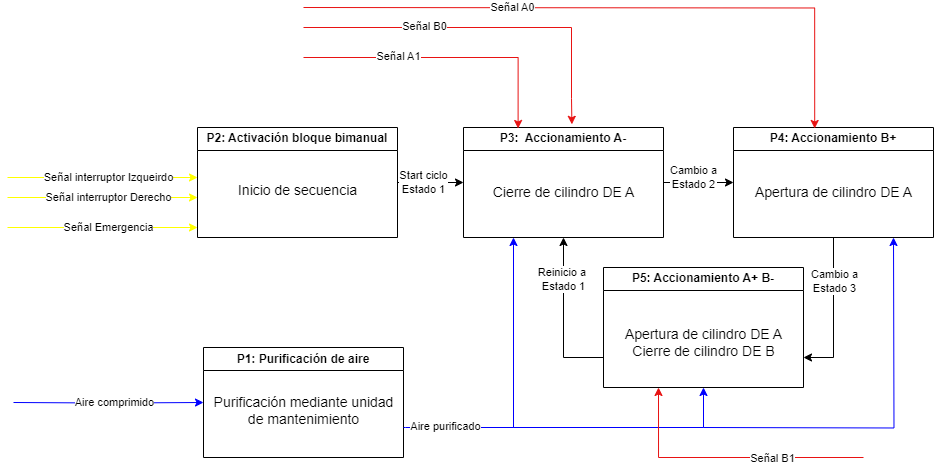 Señal A0
Señal B0
Señal A1
P2: Activación bloque bimanual
Inicio de secuencia
Señal interruptor Izqueirdo
Señal interruptor Derecho
Señal Emergencia
Start ciclo
Estado 1
P3: Accionamiento A-
Cierre de cilindro DE A
Cambio a
Estado 2
P4: Accionamiento B+
Apertura de cilindro DE A
Reinicio a
Estado 1
Cambio a
Estado 3
P5: Accionamiento A+ B-
Apertura de cilindro DE A
Cierre de cilindro DE B
P1: Purificación de aire
Purificación mediante unidad
de mantenimiento
Aire comprimido
Aire purificado
Señal B1